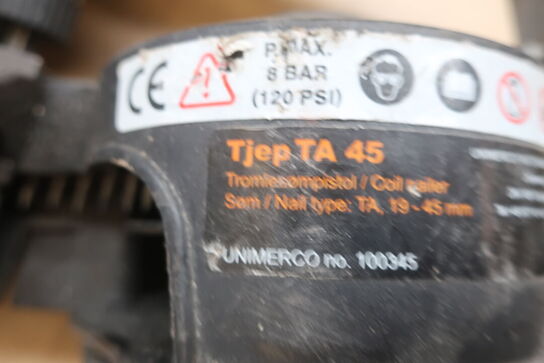 CE
P. MAX.
8 BAR
(120 PSI)
Tjep TA 45
Tromlesømpistol / Coil nailer
Søm / Nail type: TA, 19 - 45 mm
UNIMERCO no. 100345